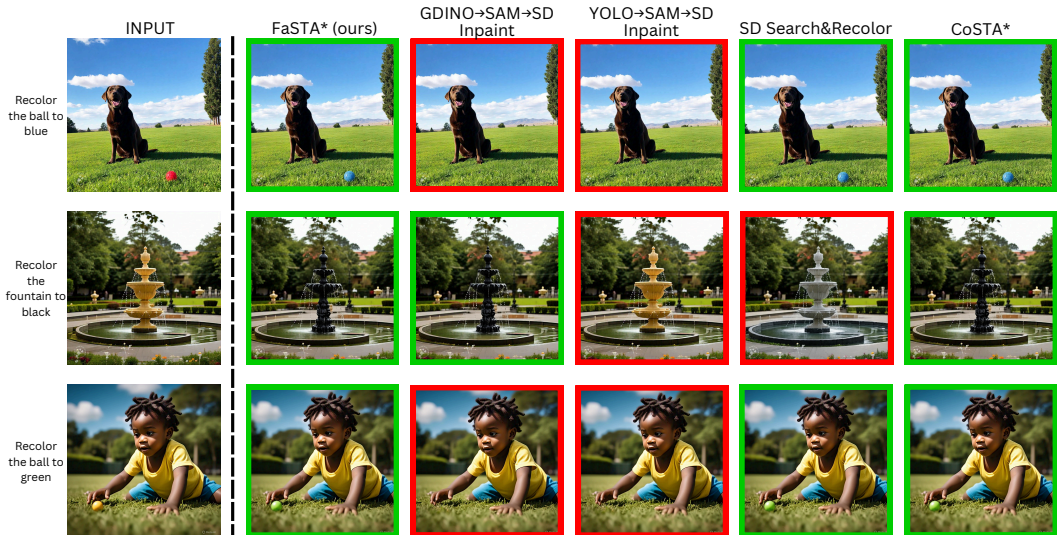 INPUT
FaSTA* (ours)
GDINO→SAM→SD
Inpaint
YOLO→SAM→SD
Inpaint
SD Search&Recolor
CoSTA*
Recolor
the ball to
blue
Recolor
the
fountain to
black
Recolor
the ball to
green